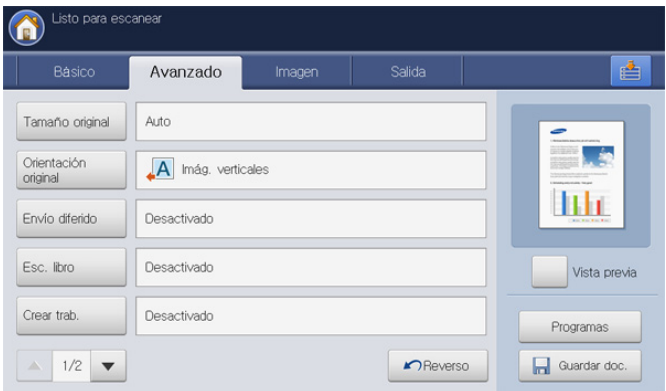 Listo para escanear
Básico
Avanzado
Imagen
Salida
Tamaño original
Auto
Orientación
original
A
Imág. verticales
Envío diferido
Desactivado
Esc. libro
Desactivado
Crear trab.
Desactivado
1/2
Reverso
Vista previa
Programas
Guardar doc.